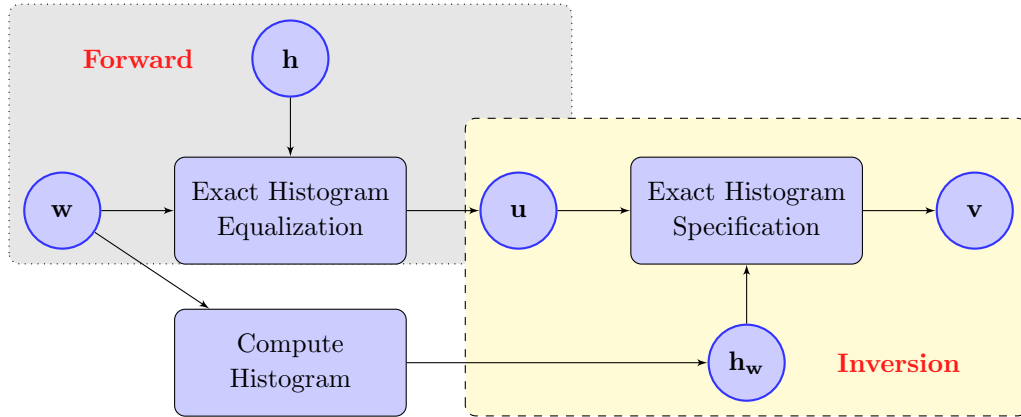 Forward
h
w
Exact Histogram
Equalization
u
Exact Histogram
Specification
v
Compute
Histogram
h_w
Inversion